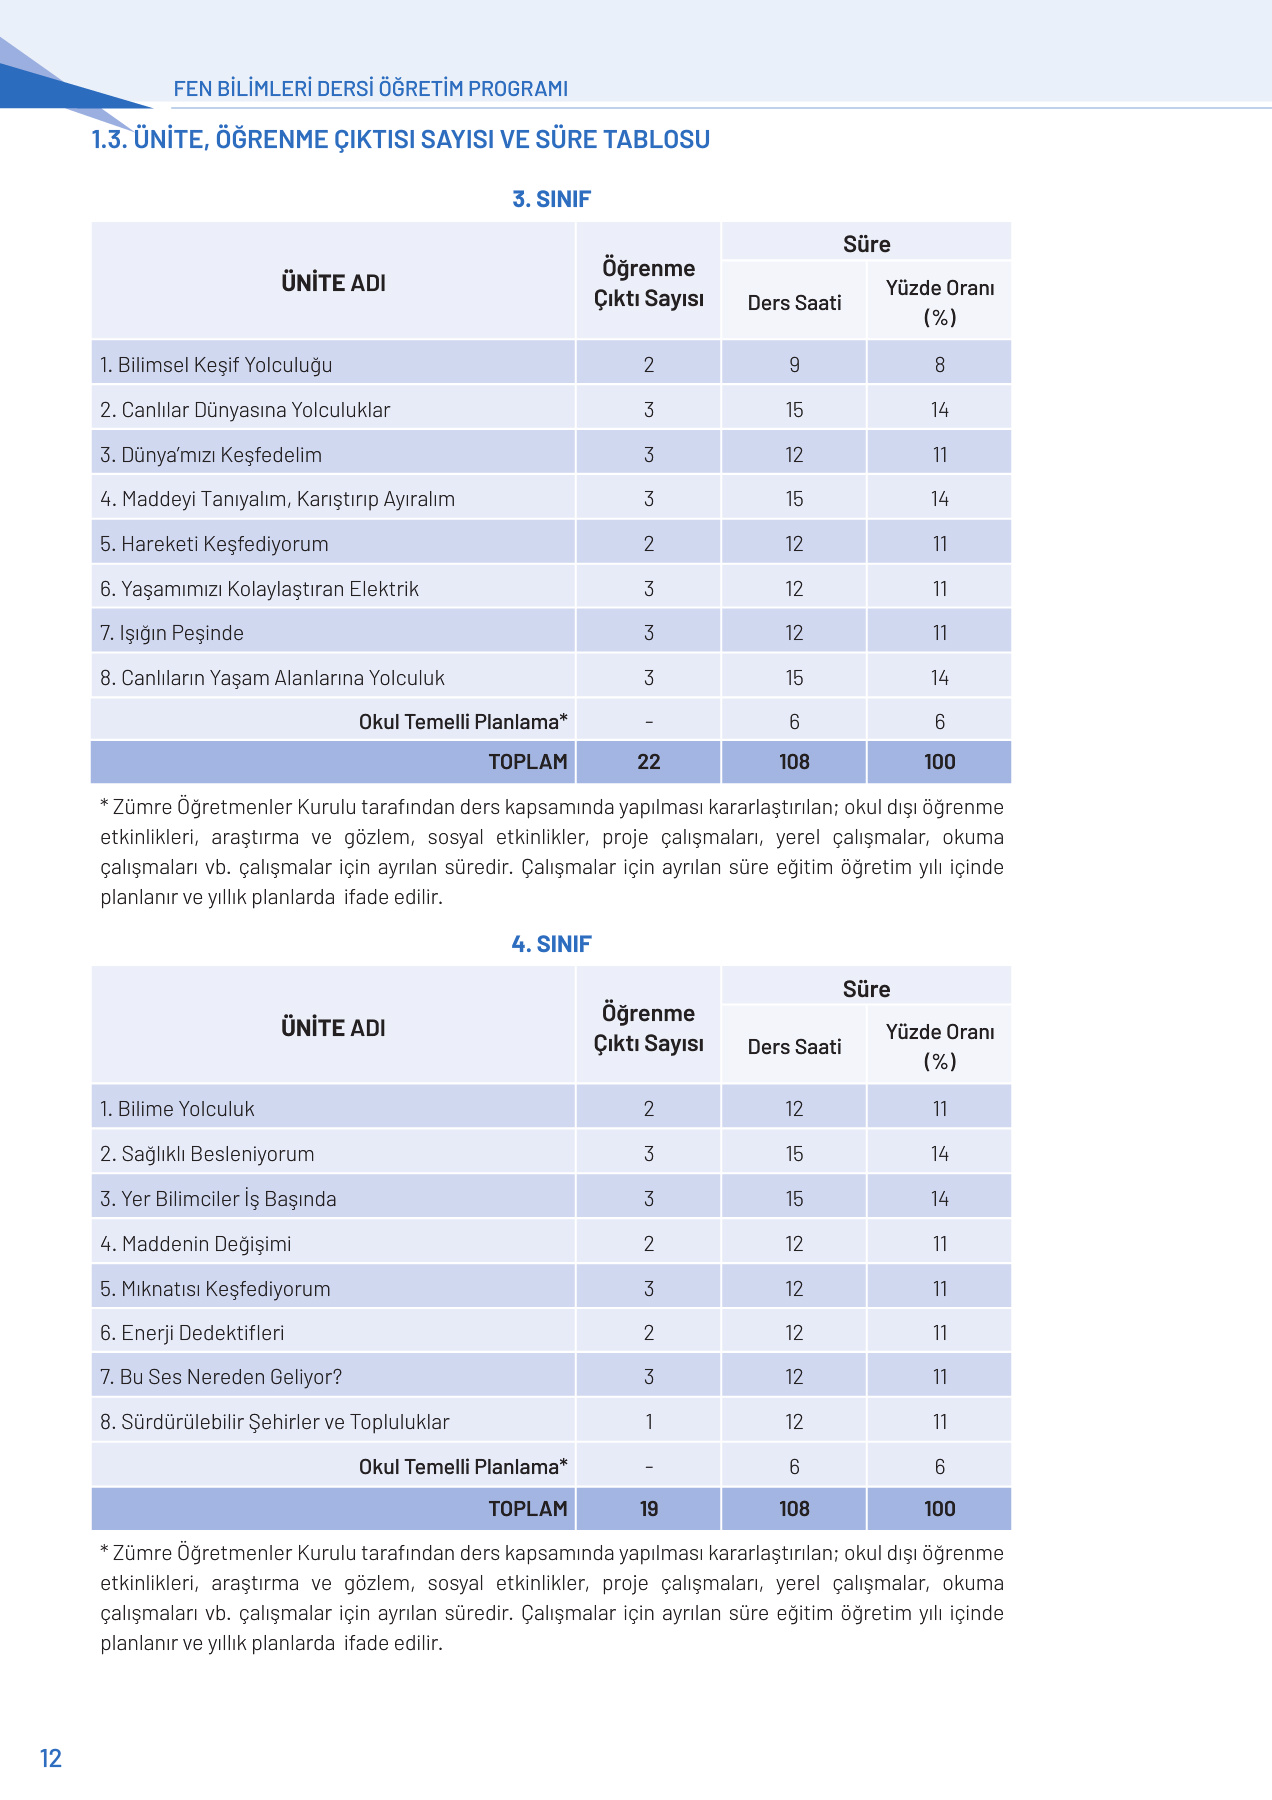 FEN BİLİMLERİ DERSİ ÖĞRETİM PROGRAMI
1.3. ÜNİTE, ÖĞRENME ÇIKTISI SAYISI VE SÜRE TABLOSU
3. SINIF
ÜNİTE ADI
Öğrenme
Çıktı Sayısı
Süre
Ders Saati
Yüzde Oranı
(%)
1. Bilimsel Keşif Yolculuğu 2 9 8
2. Canlılar Dünyasına Yolculuklar 3 15 14
3. Dünya’mızı Keşfedelim 3 12 11
4. Maddeyi Tanıyalım, Karıştırıp Ayıralım 3 15 14
5. Hareketi Keşfediyorum 2 12 11
6. Yaşamımızı Kolaylaştıran Elektrik 3 12 11
7. Işığın Peşinde 3 12 11
8. Canlıların Yaşam Alanlarına Yolculuk 3 15 14
Okul Temelli Planlama* - 6 6
TOPLAM 22 108 100
* Zümre Öğretmenler Kurulu tarafından ders kapsamında yapılması kararlaştırılan; okul dışı öğrenme
etkinlikleri, araştırma ve gözlem, sosyal etkinlikler, proje çalışmaları, yerel çalışmalar, okuma
çalışmaları vb. çalışmalar için ayrılan süredir. Çalışmalar için ayrılan süre eğitim öğretim yılı içinde
planlanır ve yıllık planlarda ifade edilir.
4. SINIF
ÜNİTE ADI
Öğrenme
Çıktı Sayısı
Süre
Ders Saati
Yüzde Oranı
(%)
1. Bilime Yolculuk 2 12 11
2. Sağlıklı Besleniyorum 3 15 14
3. Yer Bilimciler İş Başında 3 15 14
4. Maddenin Değişimi 2 12 11
5. Mıknatısı Keşfediyorum 3 12 11
6. Enerji Dedektifleri 2 12 11
7. Bu Ses Nereden Geliyor? 3 12 11
8. Sürdürülebilir Şehirler ve Topluluklar 1 12 11
Okul Temelli Planlama* - 6 6
TOPLAM 19 108 100
* Zümre Öğretmenler Kurulu tarafından ders kapsamında yapılması kararlaştırılan; okul dışı öğrenme
etkinlikleri, araştırma ve gözlem, sosyal etkinlikler, proje çalışmaları, yerel çalışmalar, okuma
çalışmaları vb. çalışmalar için ayrılan süredir. Çalışmalar için ayrılan süre eğitim öğretim yılı içinde
planlanır ve yıllık planlarda ifade edilir.
12